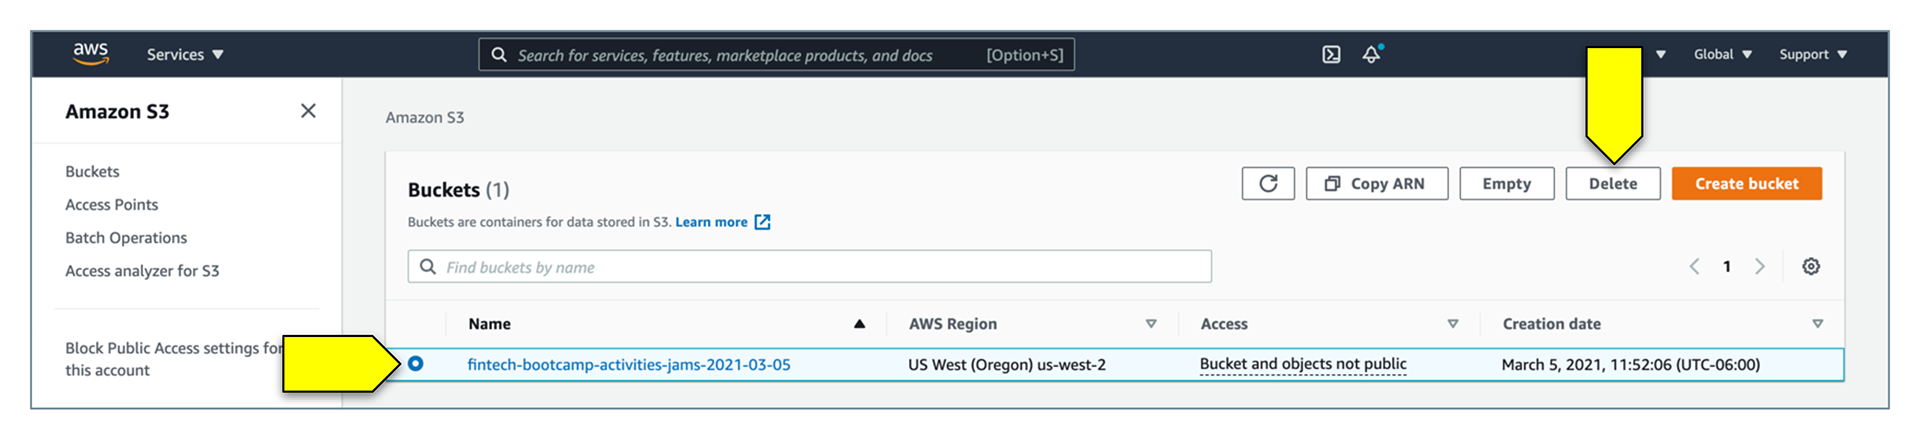 aws Services ▼ Search for services, features, marketplace products, and docs [Option+S] ▼ Global ▼ Support ▼
Amazon S3
Buckets
Access Points
Batch Operations
Access analyzer for S3
Block Public Access settings for
this account
Amazon S3
Buckets (1)
Copy ARN Empty Delete Create bucket
Buckets are containers for data stored in S3. Learn more
Find buckets by name
1
Name AWS Region Access Creation date
fintech-bootcamp-activities-jams-2021-03-05 US West (Oregon) us-west-2 Bucket and objects not public March 5, 2021, 11:52:06 (UTC-06:00)